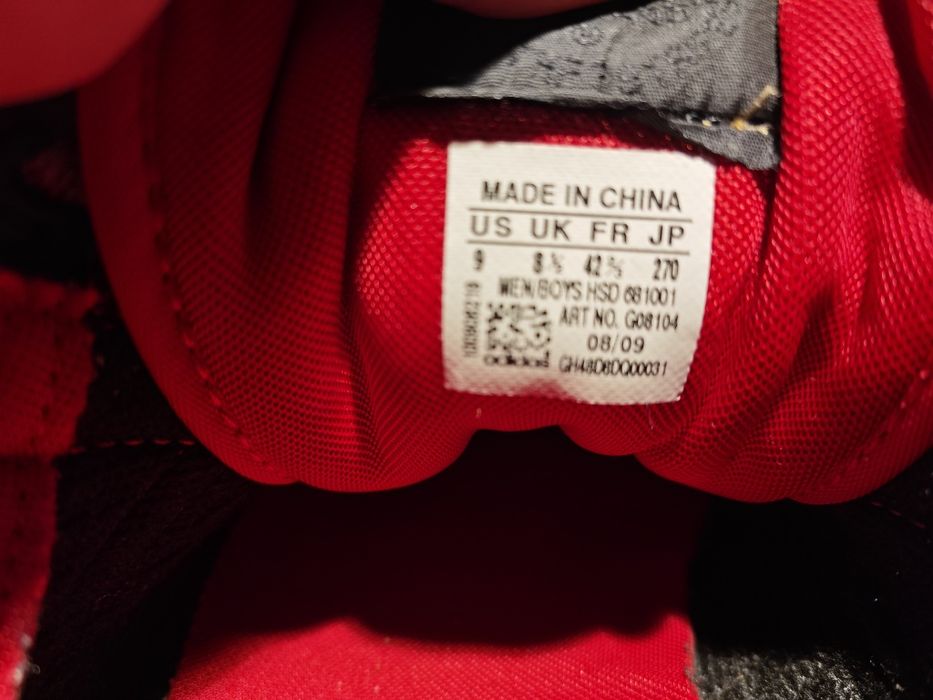 MADE IN CHINA
US UK FR JP
9 8½ 42⅔ 270
MEN/BOYS HSD 681001
ART NO. G08104
08/09
adidas GH48D6DQ00031